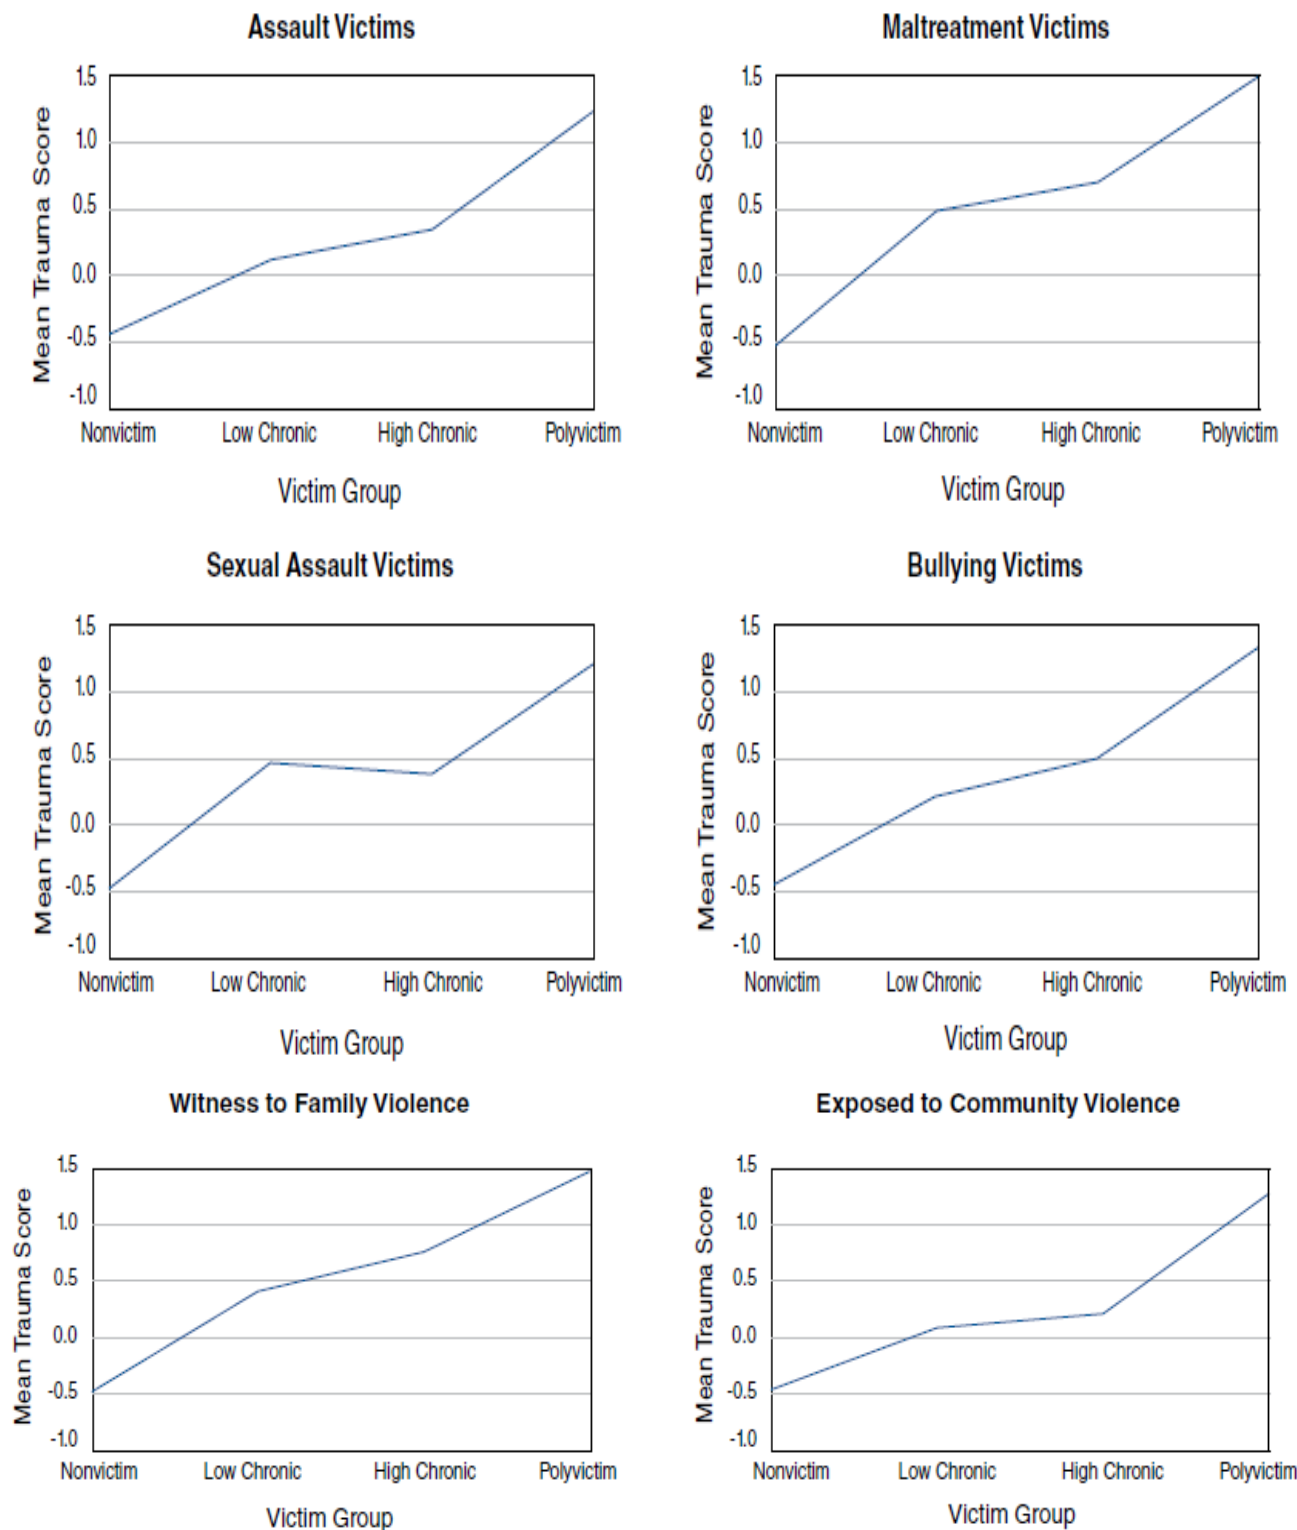 Assault Victims
Mean Trauma Score
1.5
1.0
0.5
0.0
-0.5
-1.0
Nonvictim Low Chronic High Chronic Polyvictim
Victim Group
Maltreatment Victims
Mean Trauma Score
1.5
1.0
0.5
0.0
-0.5
-1.0
Nonvictim Low Chronic High Chronic Polyvictim
Victim Group
Sexual Assault Victims
Mean Trauma Score
1.5
1.0
0.5
0.0
-0.5
-1.0
Nonvictim Low Chronic High Chronic Polyvictim
Victim Group
Bullying Victims
Mean Trauma Score
1.5
1.0
0.5
0.0
-0.5
-1.0
Nonvictim Low Chronic High Chronic Polyvictim
Victim Group
Witness to Family Violence
Mean Trauma Score
1.5
1.0
0.5
0.0
-0.5
-1.0
Nonvictim Low Chronic High Chronic Polyvictim
Victim Group
Exposed to Community Violence
Mean Trauma Score
1.5
1.0
0.5
0.0
-0.5
-1.0
Nonvictim Low Chronic High Chronic Polyvictim
Victim Group